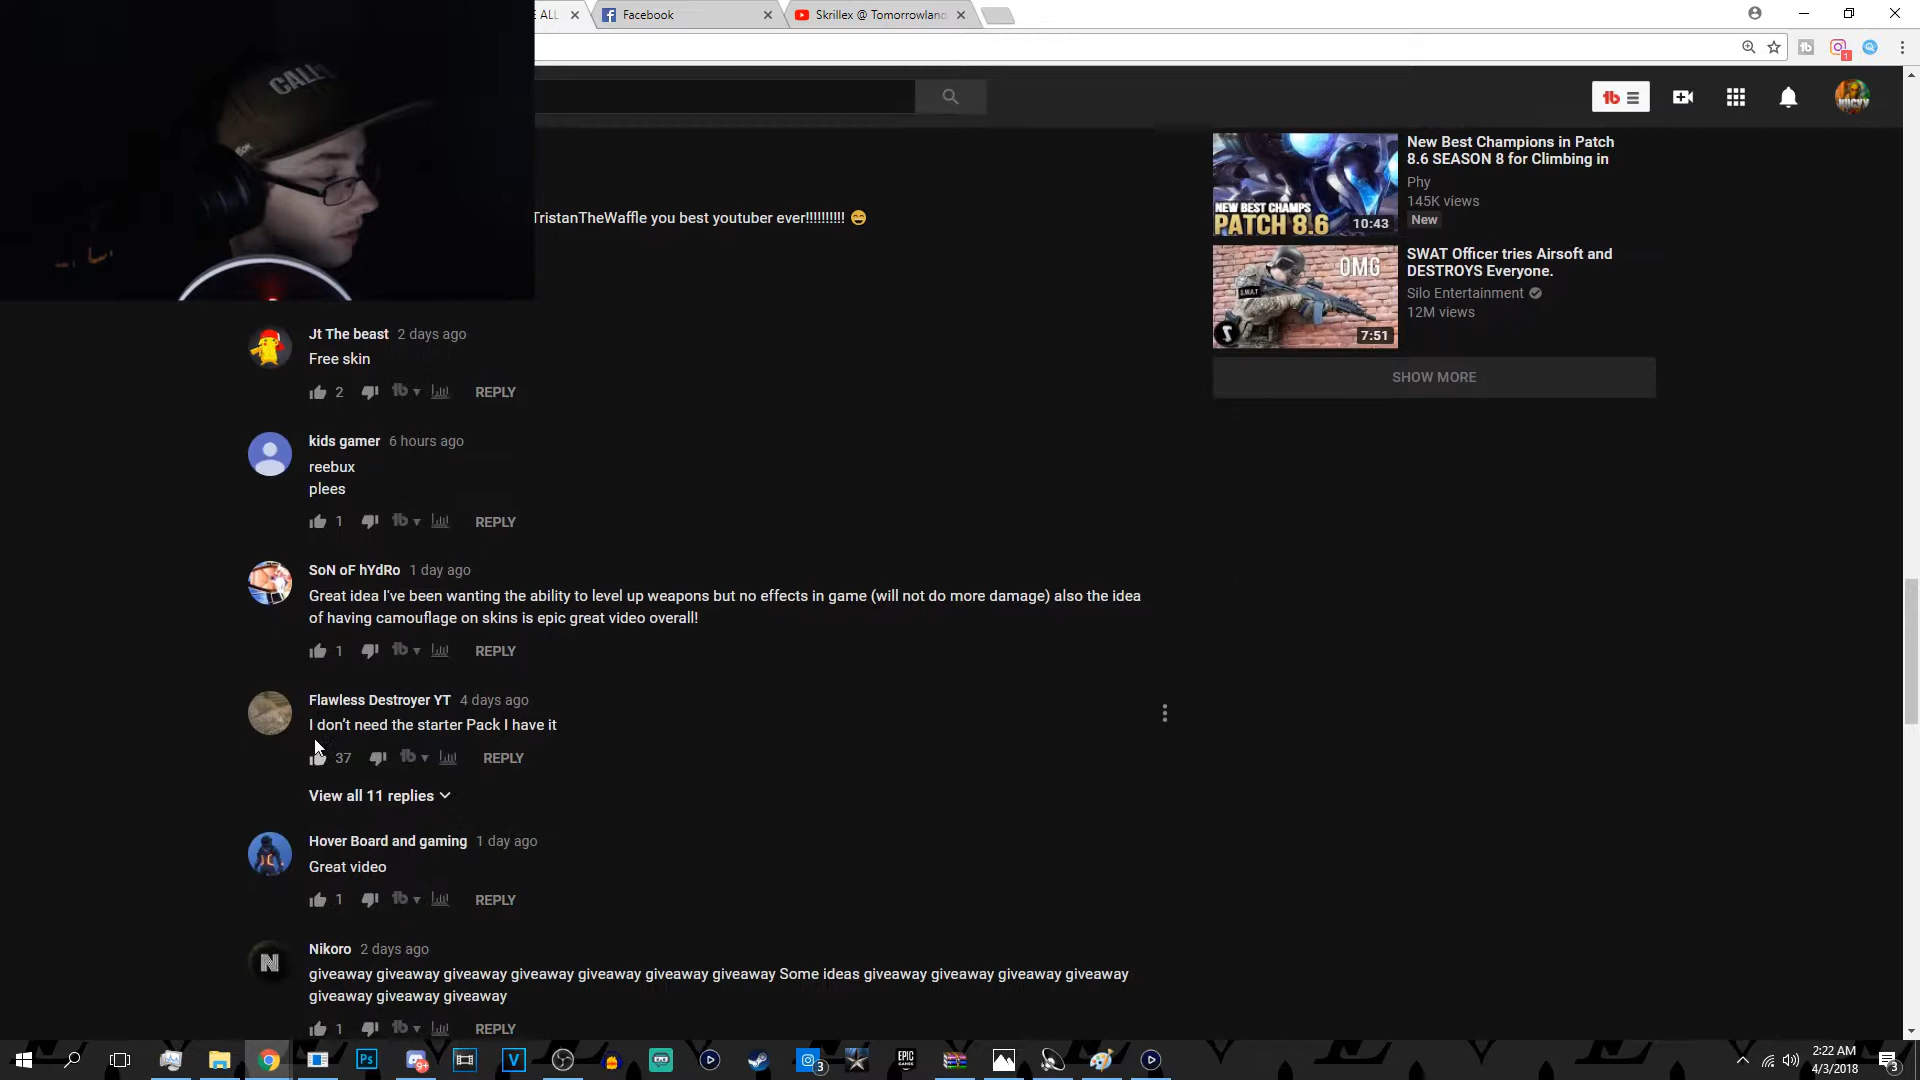 ALL
Facebook
Skrillex @ Tomorrowland
1
CALL
TristanTheWaffle you best youtuber ever!!!!!!!!!! 😄
New Best Champions in Patch
8.6 SEASON 8 for Climbing in
Phy
145K views
New
NEW BEST CHAMPS
PATCH 8.6
10:43
SWAT Officer tries Airsoft and
DESTROYS Everyone.
Silo Entertainment
12M views
OMG
S.W.A.T
7:51
SHOW MORE
Jt The beast 2 days ago
Free skin
2 REPLY
kids gamer 6 hours ago
reebux
plees
1 REPLY
SoN oF hYdRo 1 day ago
Great idea I've been wanting the ability to level up weapons but no effects in game (will not do more damage) also the idea
of having camouflage on skins is epic great video overall!
1 REPLY
Flawless Destroyer YT 4 days ago
I don't need the starter Pack I have it
37 REPLY
View all 11 replies
Hover Board and gaming 1 day ago
Great video
1 REPLY
Nikoro 2 days ago
N
giveaway giveaway giveaway giveaway giveaway giveaway giveaway Some ideas giveaway giveaway giveaway giveaway
giveaway giveaway giveaway
1 REPLY
Ps
9+
V
3
EPIC
GAMES
2:22 AM
4/3/2018
3